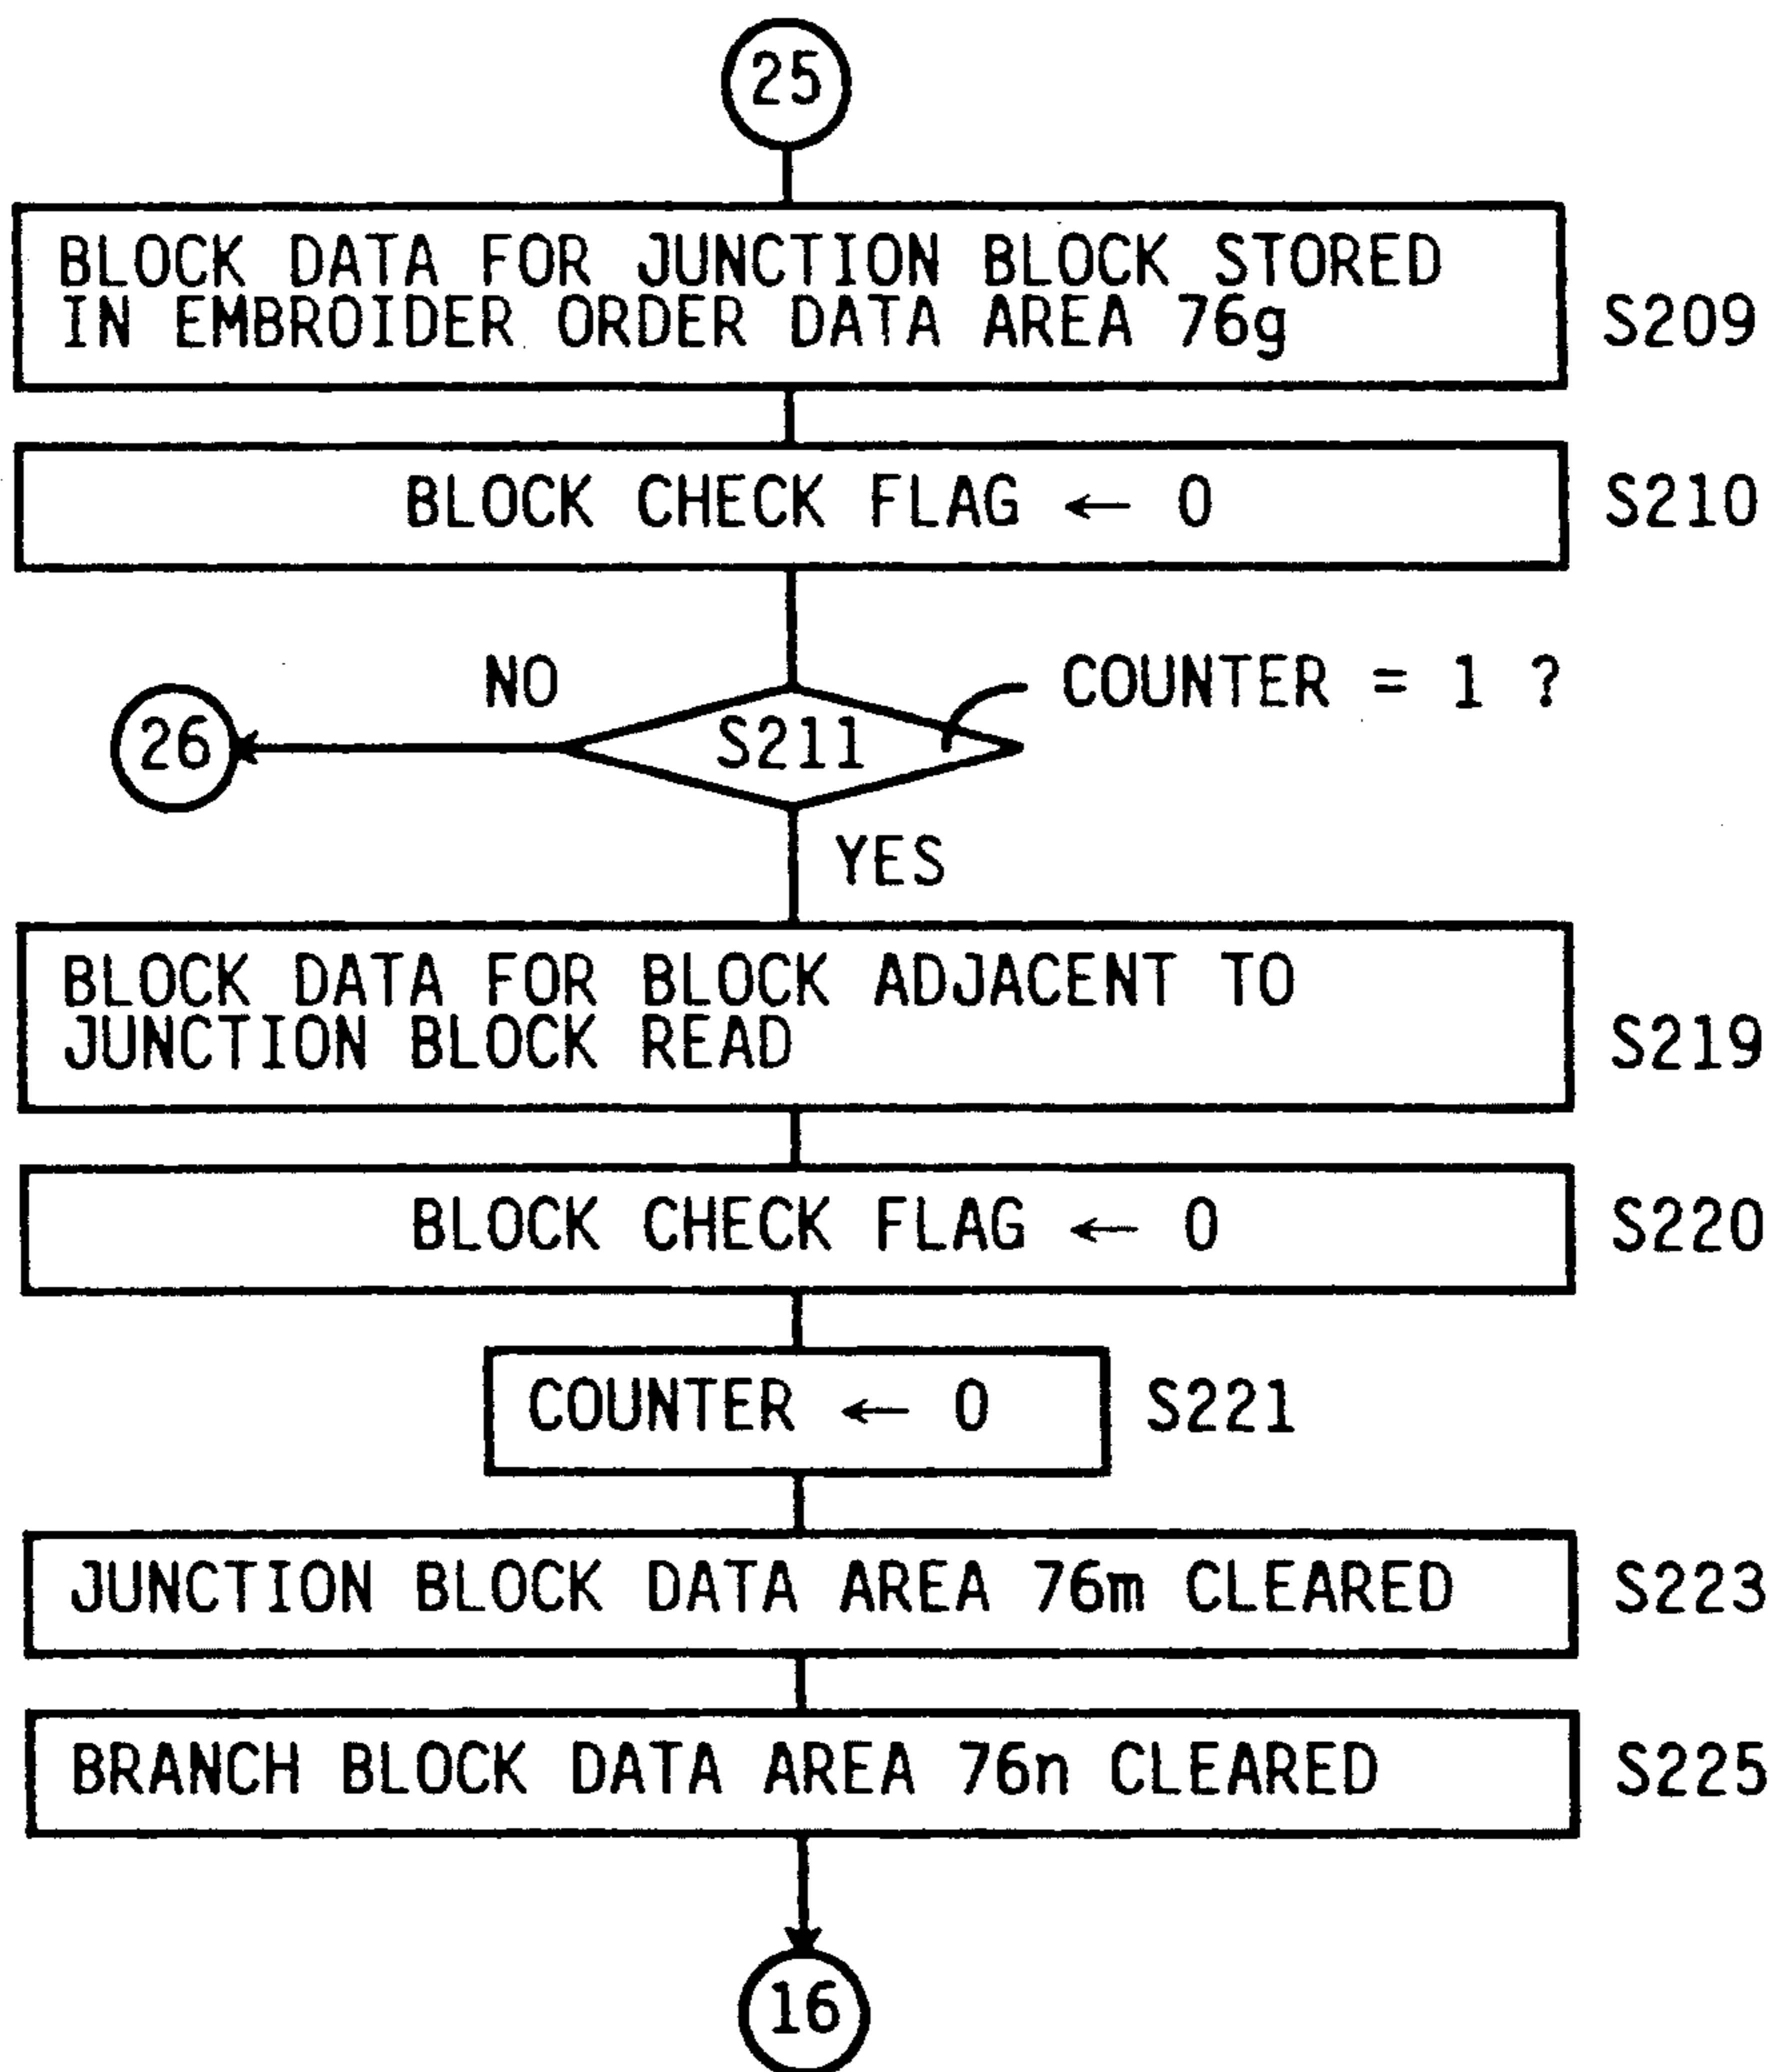 25
BLOCK DATA FOR JUNCTION BLOCK STORED
IN EMBROIDER ORDER DATA AREA 76g
S209
BLOCK CHECK FLAG ← 0
S210
NO
COUNTER = 1 ?
26
S211
YES
BLOCK DATA FOR BLOCK ADJACENT TO
JUNCTION BLOCK READ
S219
BLOCK CHECK FLAG ← 0
S220
COUNTER ← 0
S221
JUNCTION BLOCK DATA AREA 76m CLEARED
S223
BRANCH BLOCK DATA AREA 76n CLEARED
S225
16